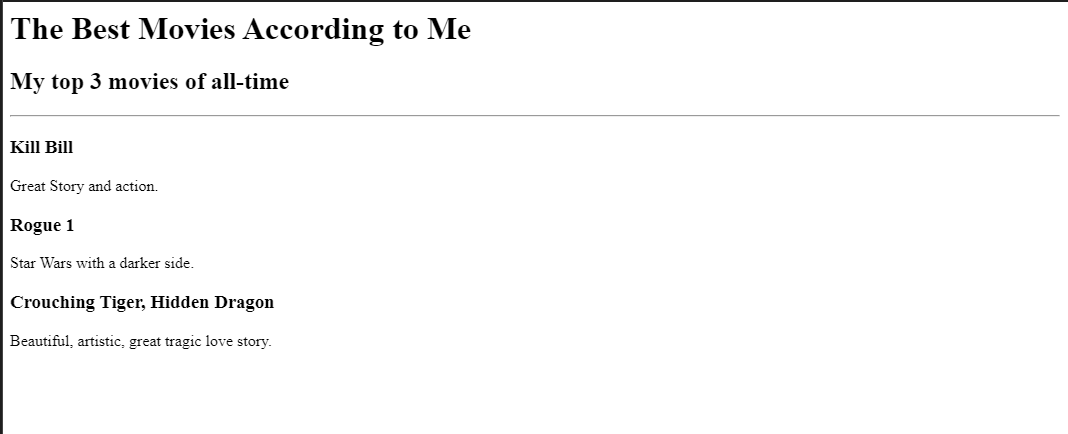 The Best Movies According to Me
My top 3 movies of all-time
Kill Bill
Great Story and action.
Rogue 1
Star Wars with a darker side.
Crouching Tiger, Hidden Dragon
Beautiful, artistic, great tragic love story.